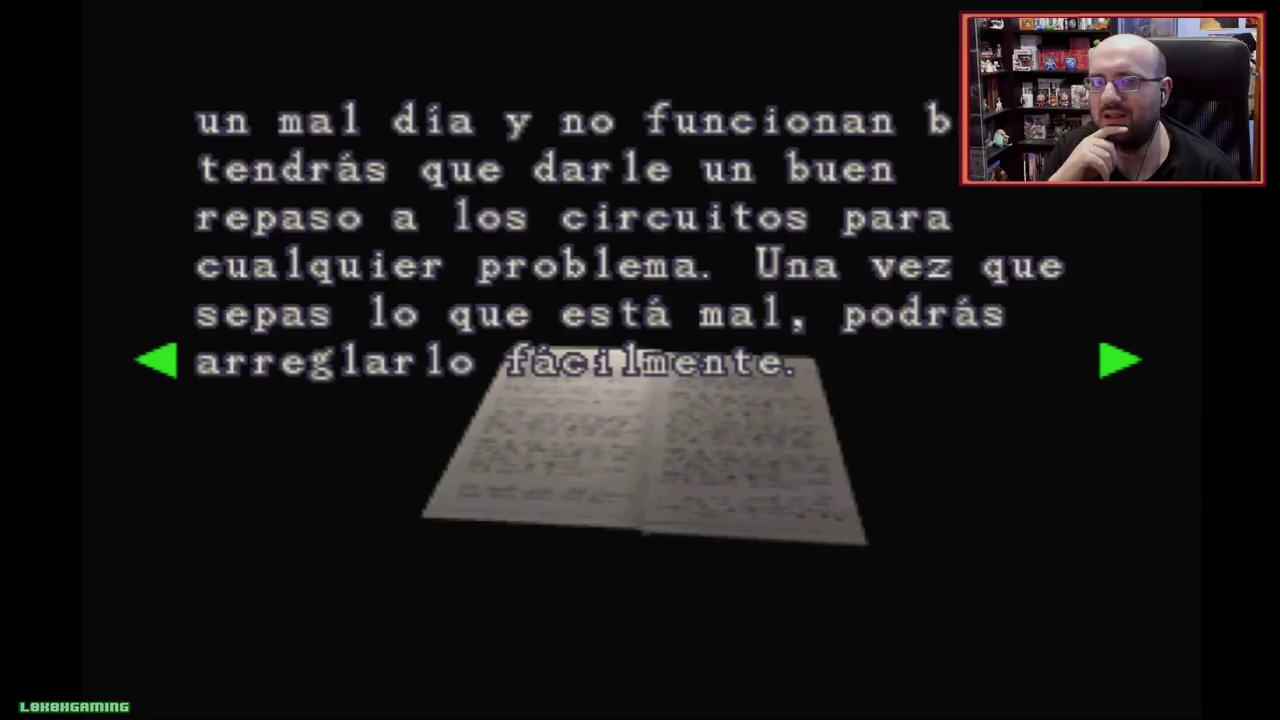 un mal día y no funcionan
tendrás que darle un buen
repaso a los circuitos para
cualquier problema. Una vez que
sepas lo que está mal, podrás
arreglarlo fácilmente.
L0K0XGAMING